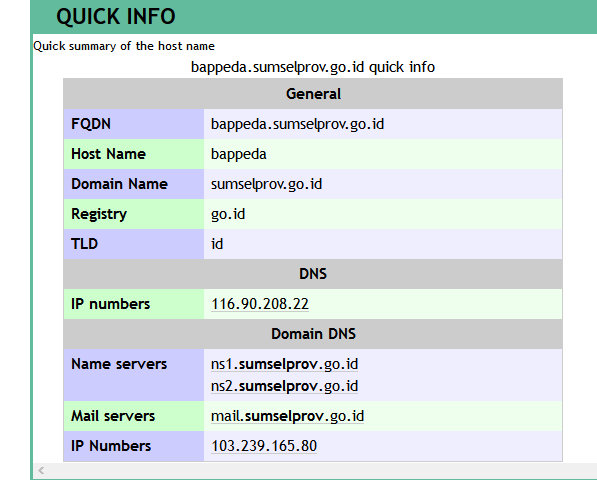 QUICK INFO
Quick summary of the host name
bappeda.sumselprov.go.id quick info
General
FQDN bappeda.sumselprov.go.id
Host Name bappeda
Domain Name sumselprov.go.id
Registry go.id
TLD id
DNS
IP numbers 116.90.208.22
Domain DNS
Name servers ns1.sumselprov.go.id
ns2.sumselprov.go.id
Mail servers mail.sumselprov.go.id
IP Numbers 103.239.165.80